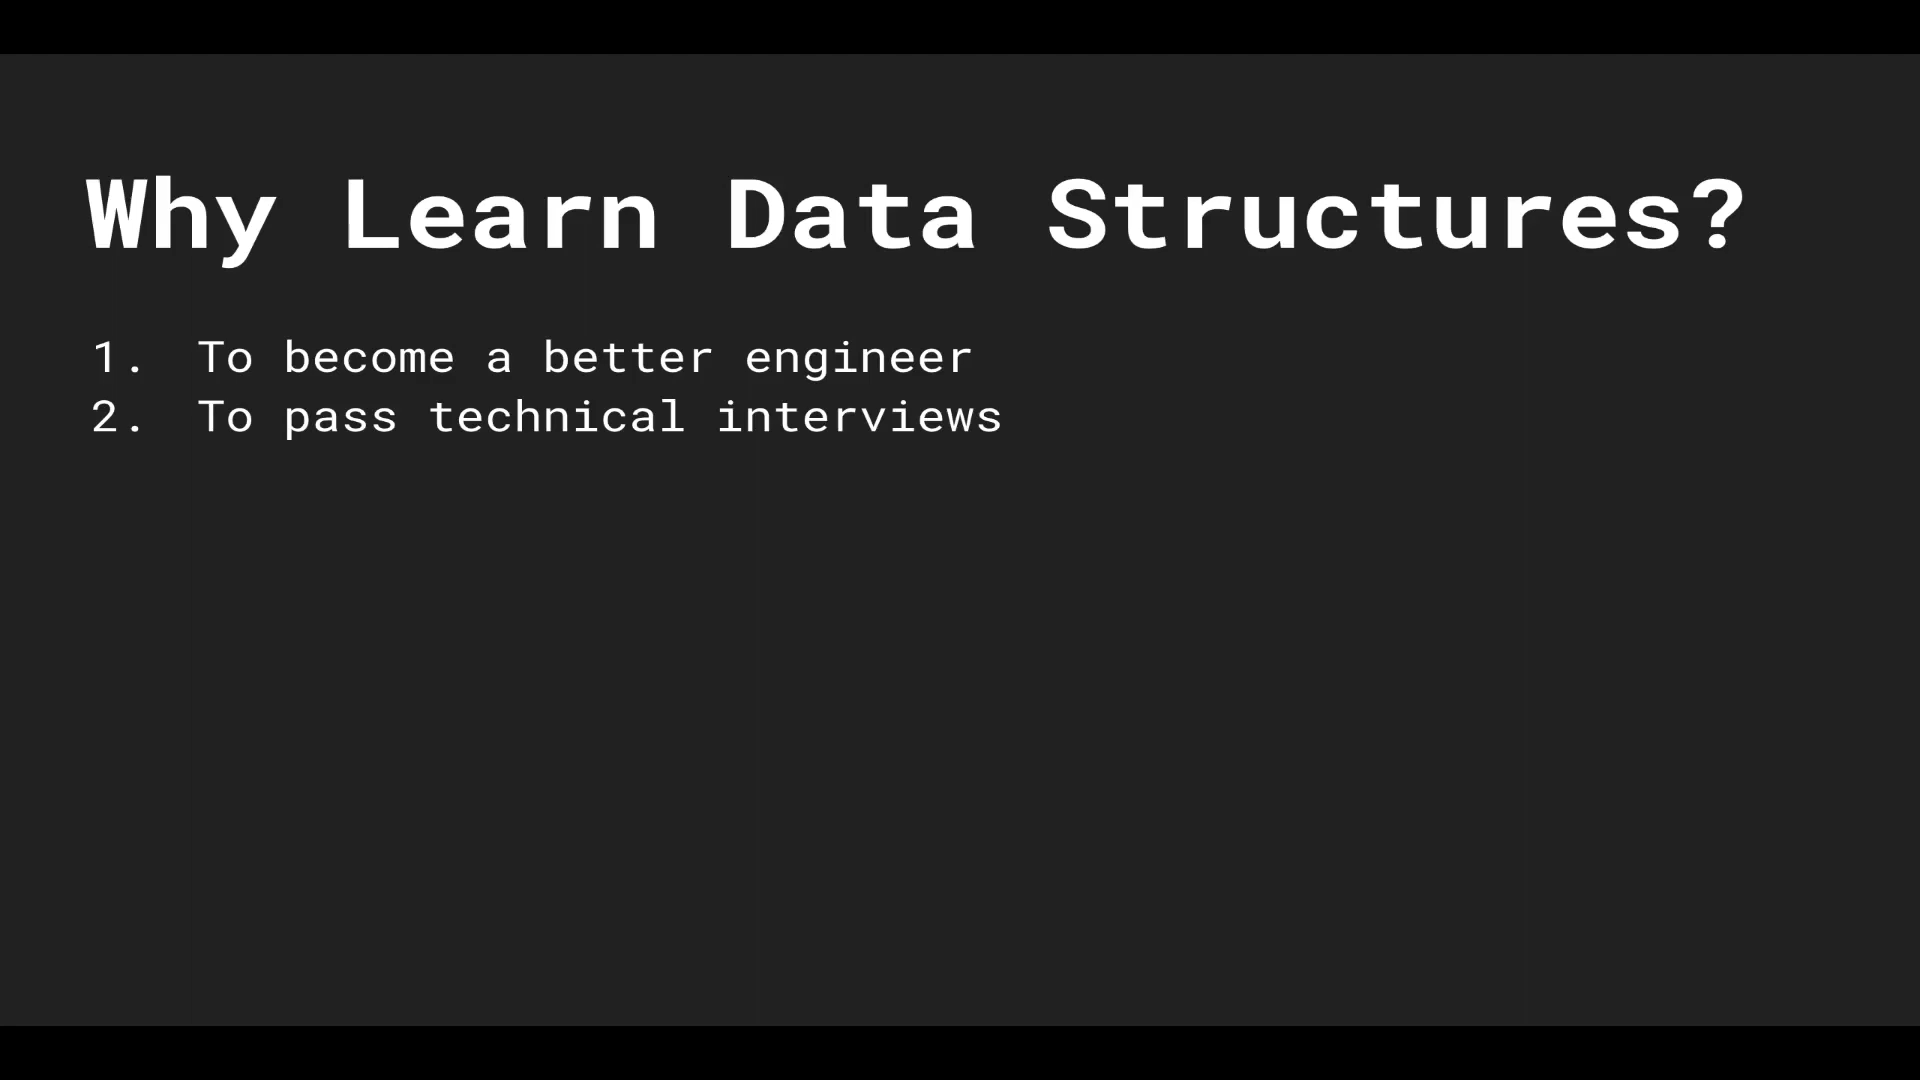 Why Learn Data Structures?
1. To become a better engineer
2. To pass technical interviews